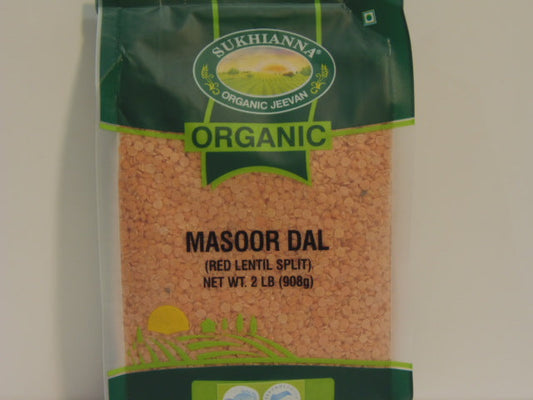 SUKHIANNA®
ORGANIC JEEVAN
ORGANIC
MASOOR DAL
(RED LENTIL SPLIT)
NET WT. 2 LB (908g)